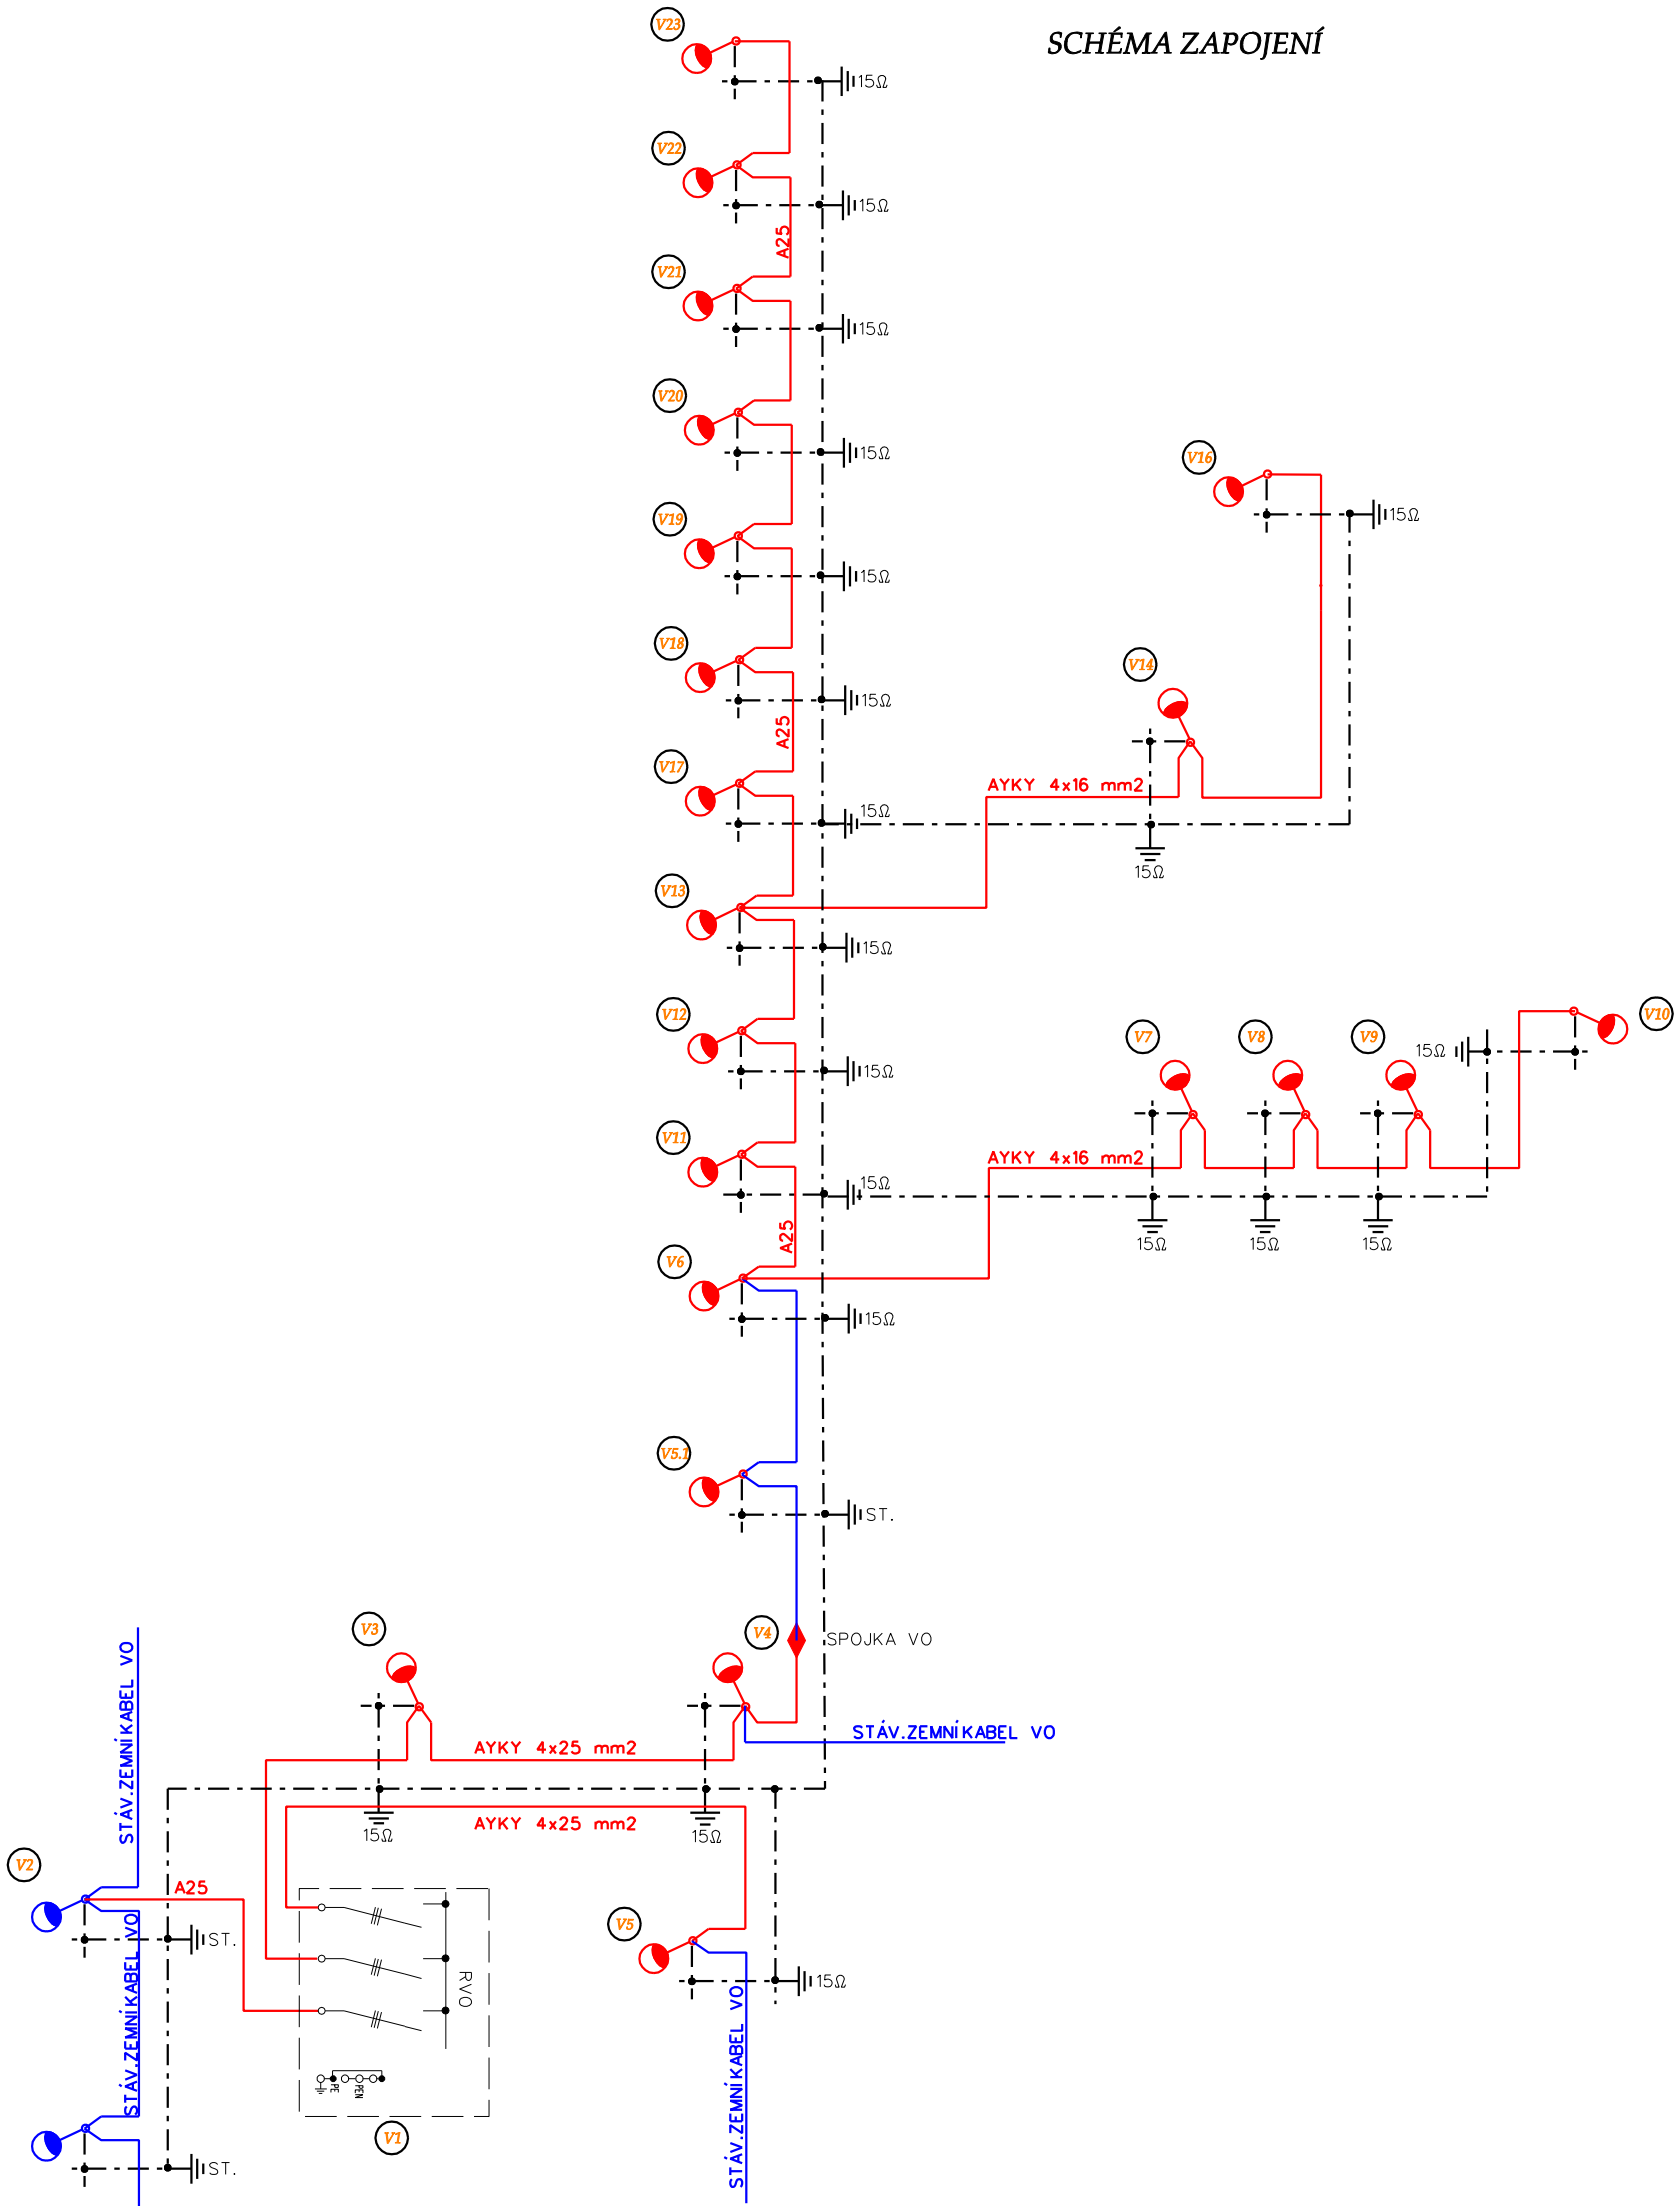 SCHÉMA ZAPOJENÍ
V23
15Ω
V22
15Ω
A25
V21
15Ω
V20
15Ω
V16
15Ω
V19
15Ω
V18
15Ω
V14
A25
V17
15Ω
AYKY 4x16 mm2
15Ω
V13
15Ω
V12
15Ω
V7
V8
V9
V10
15Ω
V11
15Ω
AYKY 4x16 mm2
A25
15Ω
15Ω
15Ω
V6
15Ω
V5.1
ST.
V3
V4
SPOJKA VO
STÁV.ZEMNÍ KABEL VO
STÁV.ZEMNÍ KABEL VO
AYKY 4x25 mm2
AYKY 4x25 mm2
15Ω
15Ω
V2
A25
ST.
STÁV.ZEMNÍ KABEL VO
RVO
V5
15Ω
STÁV.ZEMNÍ KABEL VO
PE
PEN
V1
ST.